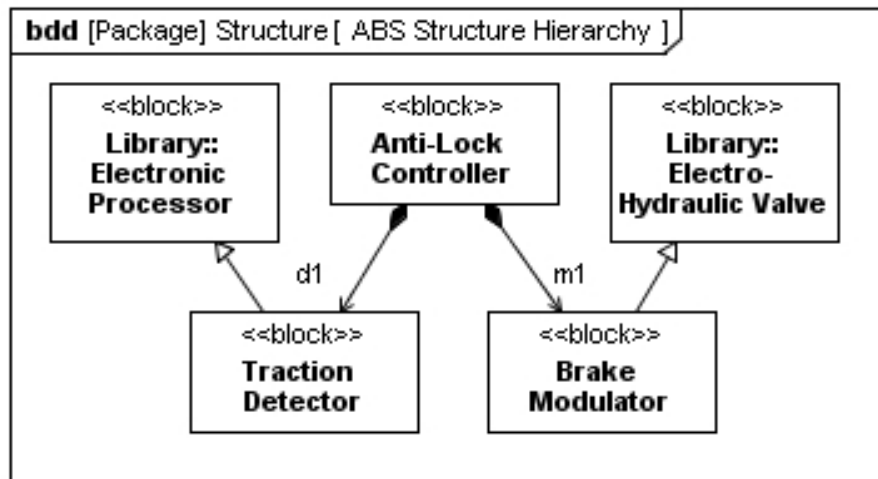 bdd [Package] Structure [ ABS Structure Hierarchy ]
<<block>>
Library::
Electronic
Processor
<<block>>
Anti-Lock
Controller
<<block>>
Library::
Electro-
Hydraulic Valve
d1
m1
<<block>>
Traction
Detector
<<block>>
Brake
Modulator